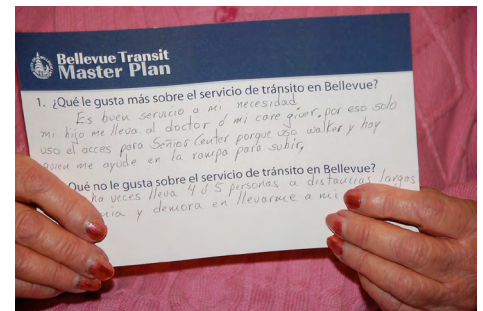 Bellevue Transit
Master Plan
1. ¿Qué le gusta más sobre el servicio de tránsito en Bellevue?
Es buen servicio a mi necesidad
mi hijo me lleva al doctor ó mi care giver, por eso solo
uso el acces para Señior Center porque uso walker y hay
quien me ayude en la rampa para subir,
Qué no le gusta sobre el servicio de tránsito en Bellevue?
ha veces lleva 4 ó 5 personas a distancias largas
y demora en llevarme a mi